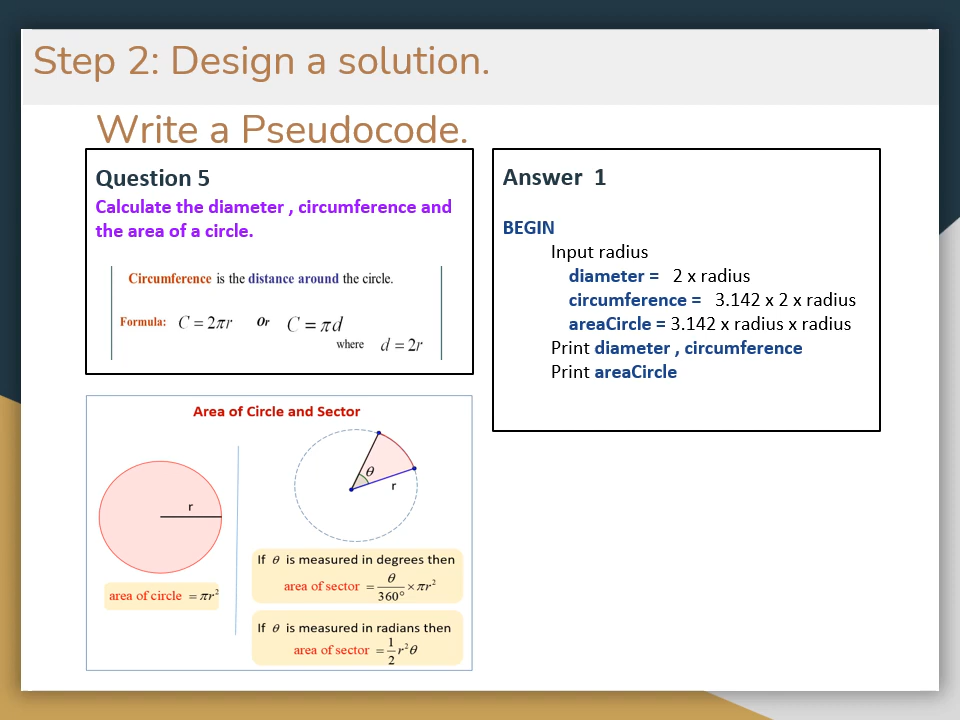 Step 2: Design a solution.
Write a Pseudocode.
Question 5
Calculate the diameter , circumference and
the area of a circle.
Circumference is the distance around the circle.
Formula: C = 2πr Or C = πd
where d = 2r
Area of Circle and Sector
r
area of circle = πr²
θ
r
If θ is measured in degrees then
area of sector = θ/360° × πr²
If θ is measured in radians then
area of sector = 1/2 r²θ
Answer 1
BEGIN
Input radius
diameter = 2 x radius
circumference = 3.142 x 2 x radius
areaCircle = 3.142 x radius x radius
Print diameter , circumference
Print areaCircle